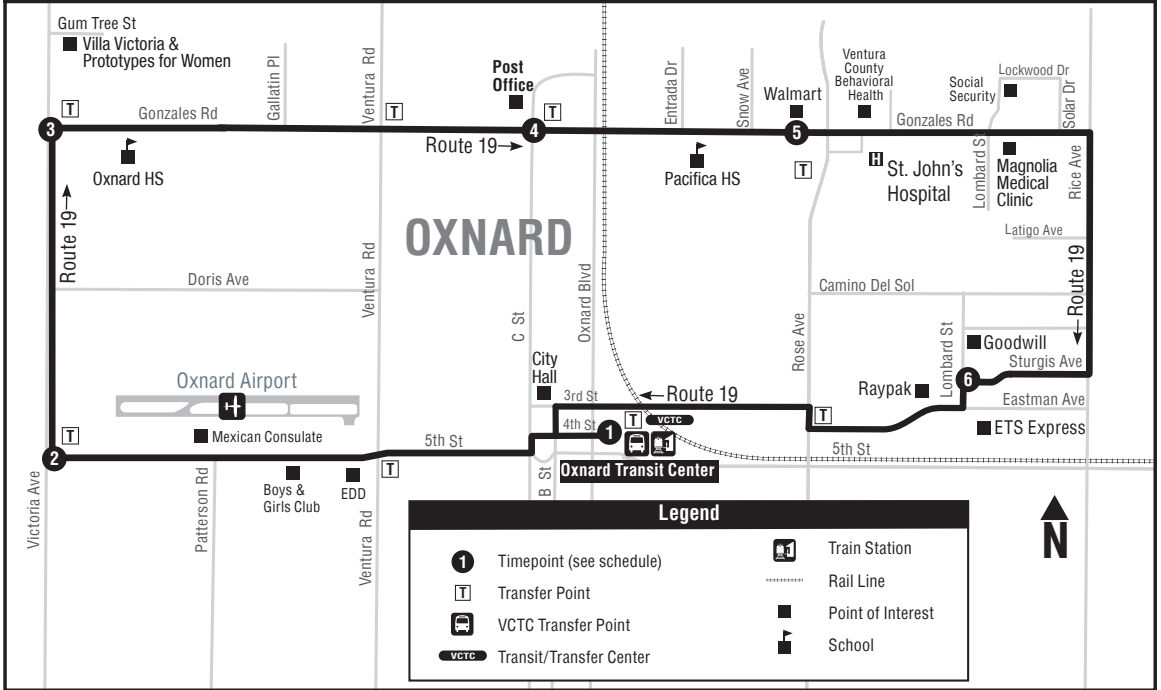 Gum Tree St
Villa Victoria &
Prototypes for Women
Gallatin Pl
Ventura Rd
Post
Office
Entrada Dr
Snow Ave
Walmart
Ventura
County
Behavioral
Health
Social
Security
Lockwood Dr
Solar Dr
T
T
T
3
Gonzales Rd
4
5
Gonzales Rd
Route 19
Oxnard HS
Pacifica HS
T
H
St. John's
Hospital
Lombard St
Magnolia
Medical
Clinic
Rice Ave
Route 19
OXNARD
Latigo Ave
Route 19
Doris Ave
Ventura Rd
C St
Oxnard Blvd
Rose Ave
Camino Del Sol
Lombard St
Goodwill
Sturgis Ave
City
Hall
Oxnard Airport
3rd St
Route 19
Raypak
6
Eastman Ave
T
VCTC
T
4th St
1
ETS Express
T
Mexican Consulate
5th St
5th St
2
T
Oxnard Transit Center
Victoria Ave
Patterson Rd
Boys &
Girls Club
EDD
Ventura Rd
B St
N
Legend
1 Timepoint (see schedule)
T Transfer Point
VCTC Transfer Point
VCTC Transit/Transfer Center
Train Station
Rail Line
Point of Interest
School